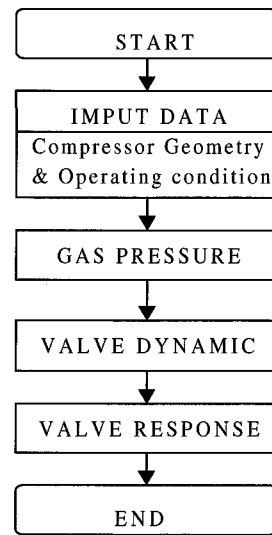 START
IMPUT DATA
Compressor Geometry
& Operating condition
GAS PRESSURE
VALVE DYNAMIC
VALVE RESPONSE
END